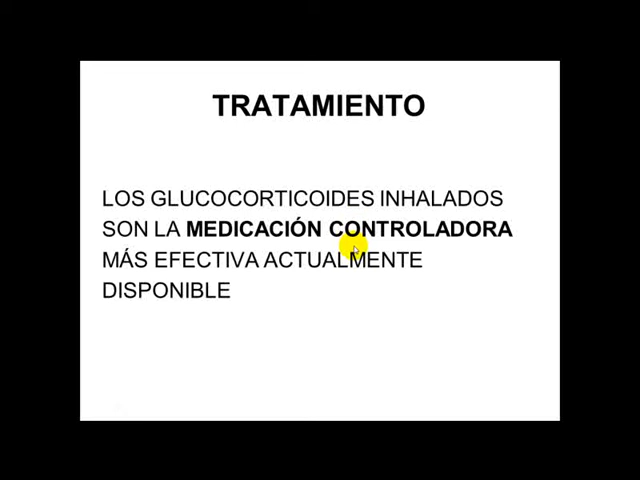 TRATAMIENTO
LOS GLUCOCORTICOIDES INHALADOS
SON LA MEDICACIÓN CONTROLADORA
MÁS EFECTIVA ACTUALMENTE
DISPONIBLE